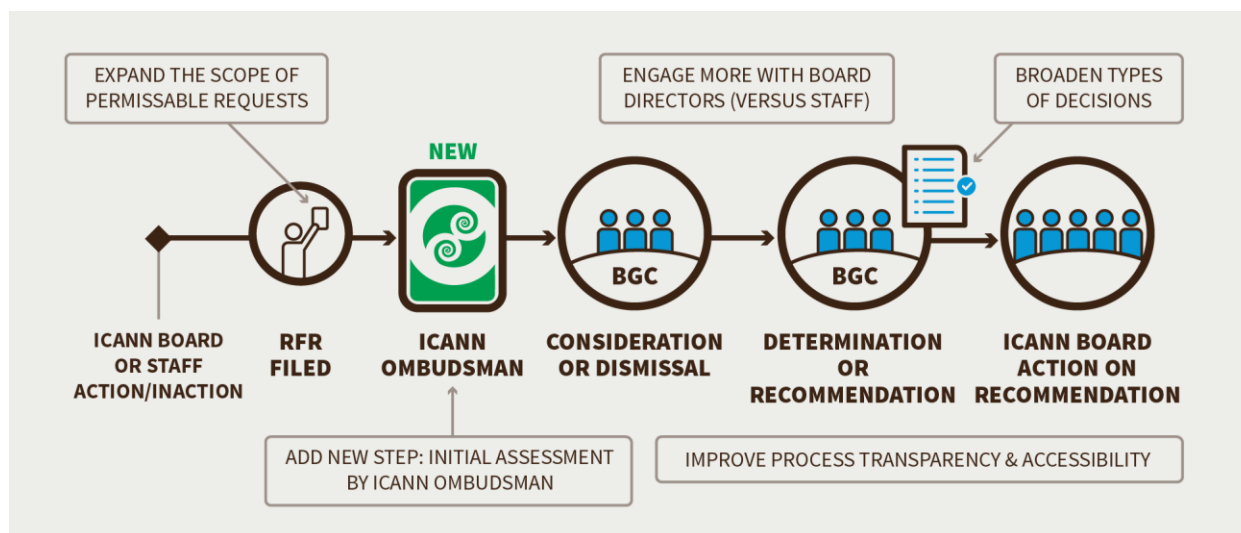 EXPAND THE SCOPE OF
PERMISSABLE REQUESTS
ENGAGE MORE WITH BOARD
DIRECTORS (VERSUS STAFF)
BROADEN TYPES
OF DECISIONS
NEW
BGC
BGC
ICANN BOARD
OR STAFF
ACTION/INACTION
RFR
FILED
ICANN
OMBUDSMAN
CONSIDERATION
OR DISMISSAL
DETERMINATION
OR
RECOMMENDATION
ICANN BOARD
ACTION ON
RECOMMENDATION
ADD NEW STEP: INITIAL ASSESSMENT
BY ICANN OMBUDSMAN
IMPROVE PROCESS TRANSPARENCY & ACCESSIBILITY